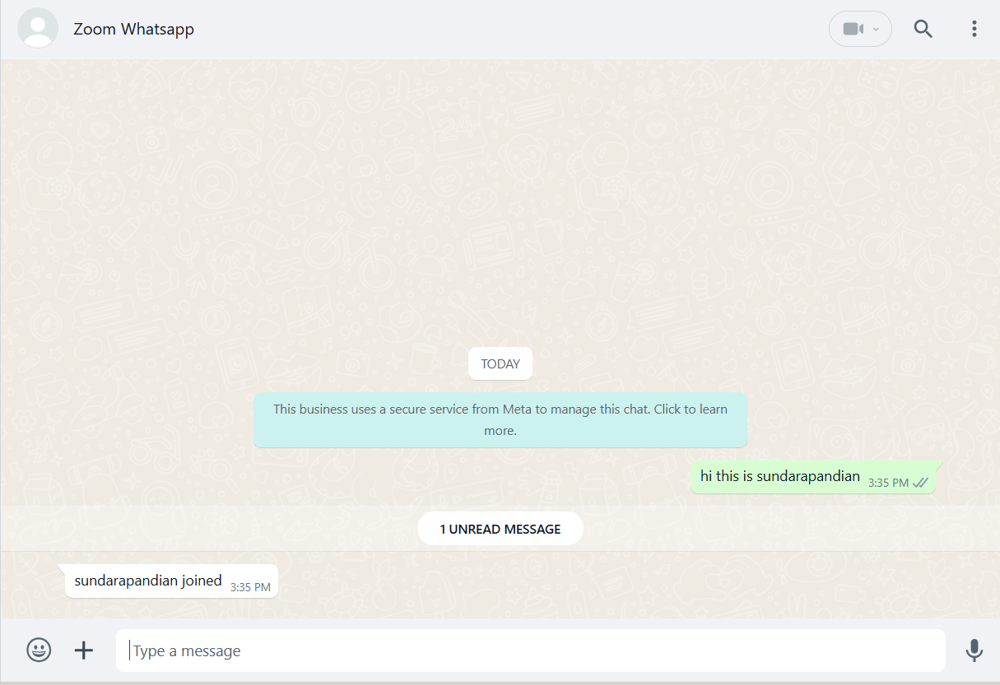 Zoom Whatsapp
TODAY
This business uses a secure service from Meta to manage this chat. Click to learn
more.
hi this is sundarapandian 3:35 PM
1 UNREAD MESSAGE
sundarapandian joined 3:35 PM
Type a message